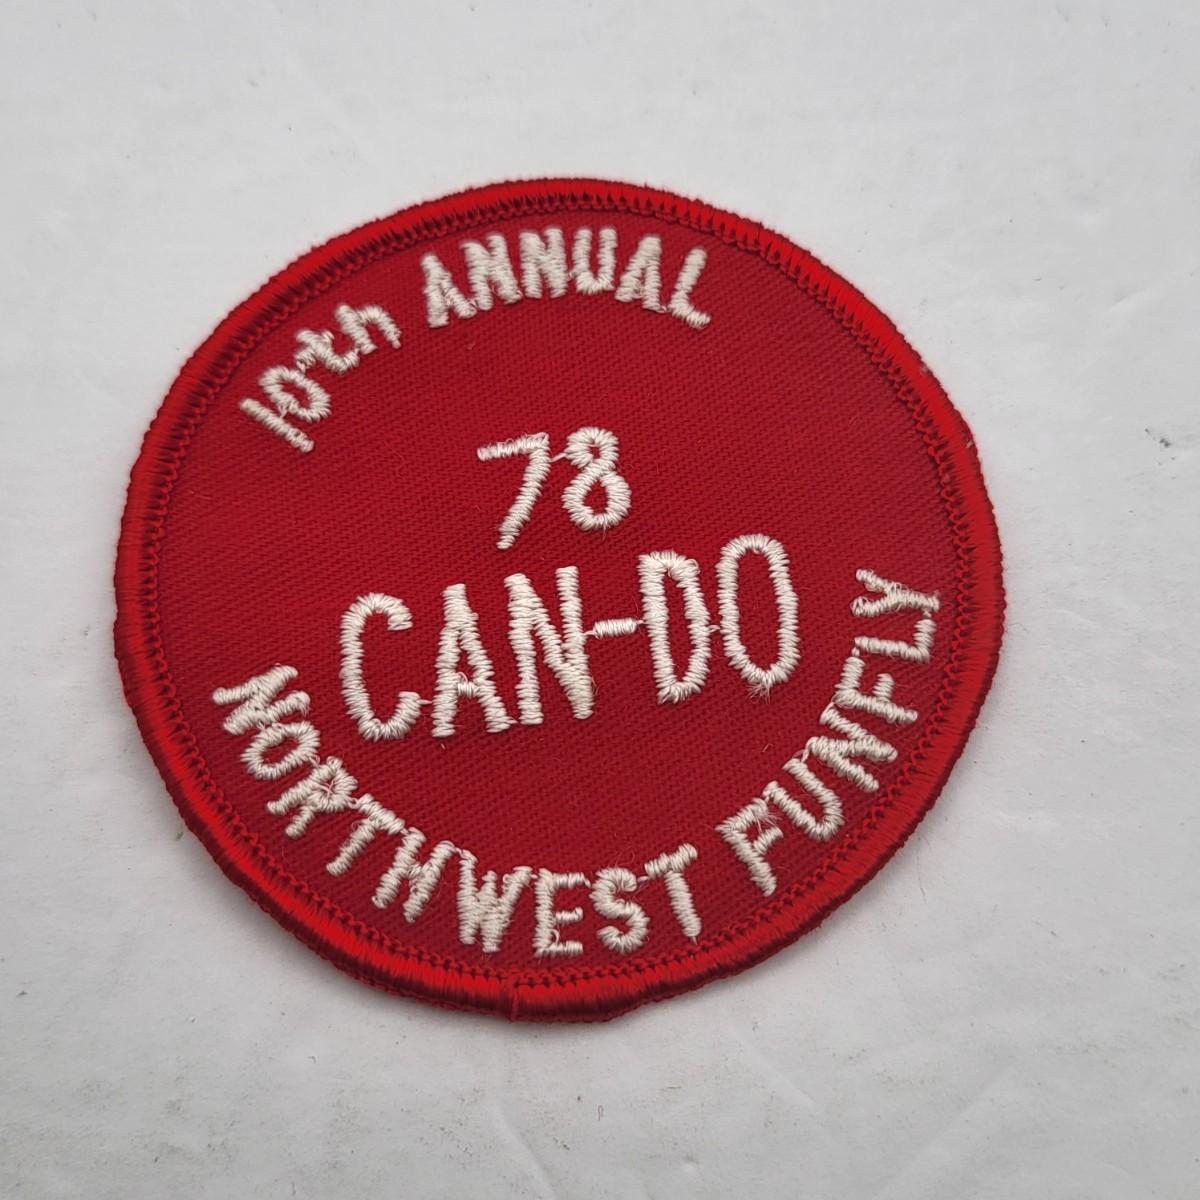 10th ANNUAL
78
CAN-DO
NORTHWEST FUNFLY